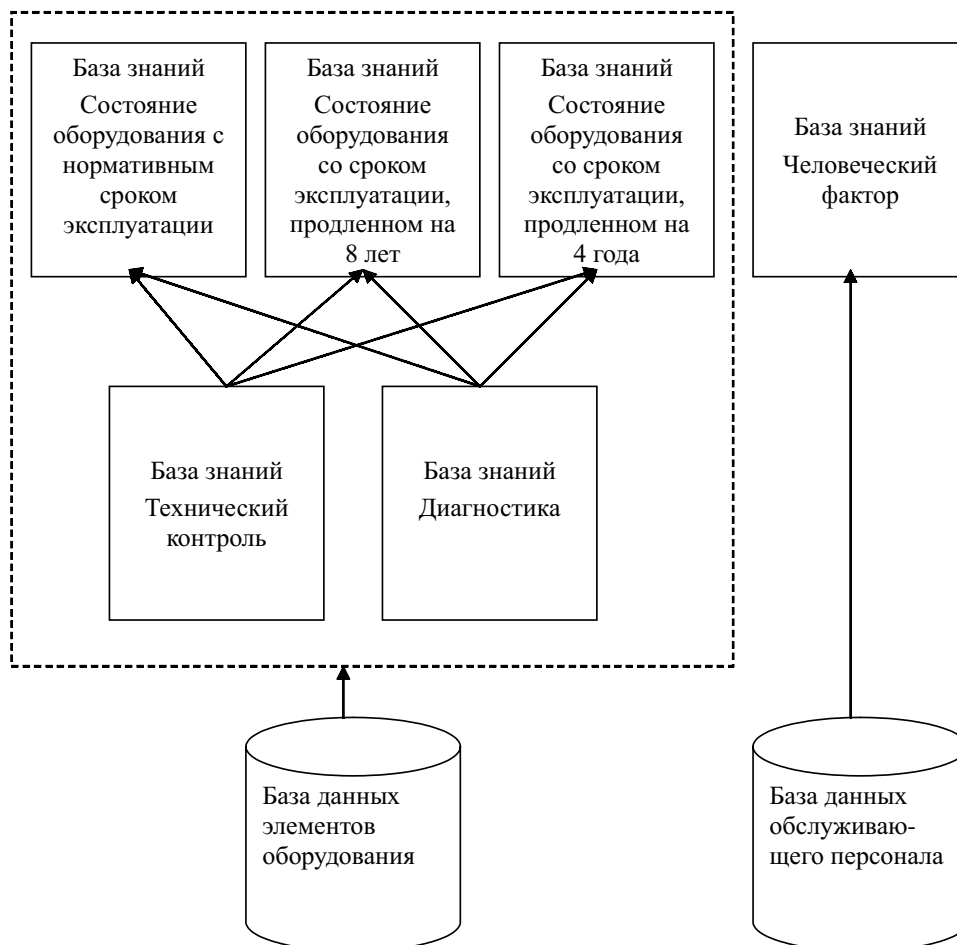 База знаний
Состояние
оборудования с
нормативным
сроком
эксплуатации
База знаний
Состояние
оборудования
со сроком
эксплуатации,
продленном на
8 лет
База знаний
Состояние
оборудования
со сроком
эксплуатации,
продленном на
4 года
База знаний
Человеческий
фактор
База знаний
Технический
контроль
База знаний
Диагностика
База данных
элементов
оборудования
База данных
обслуживаю-
щего персонала